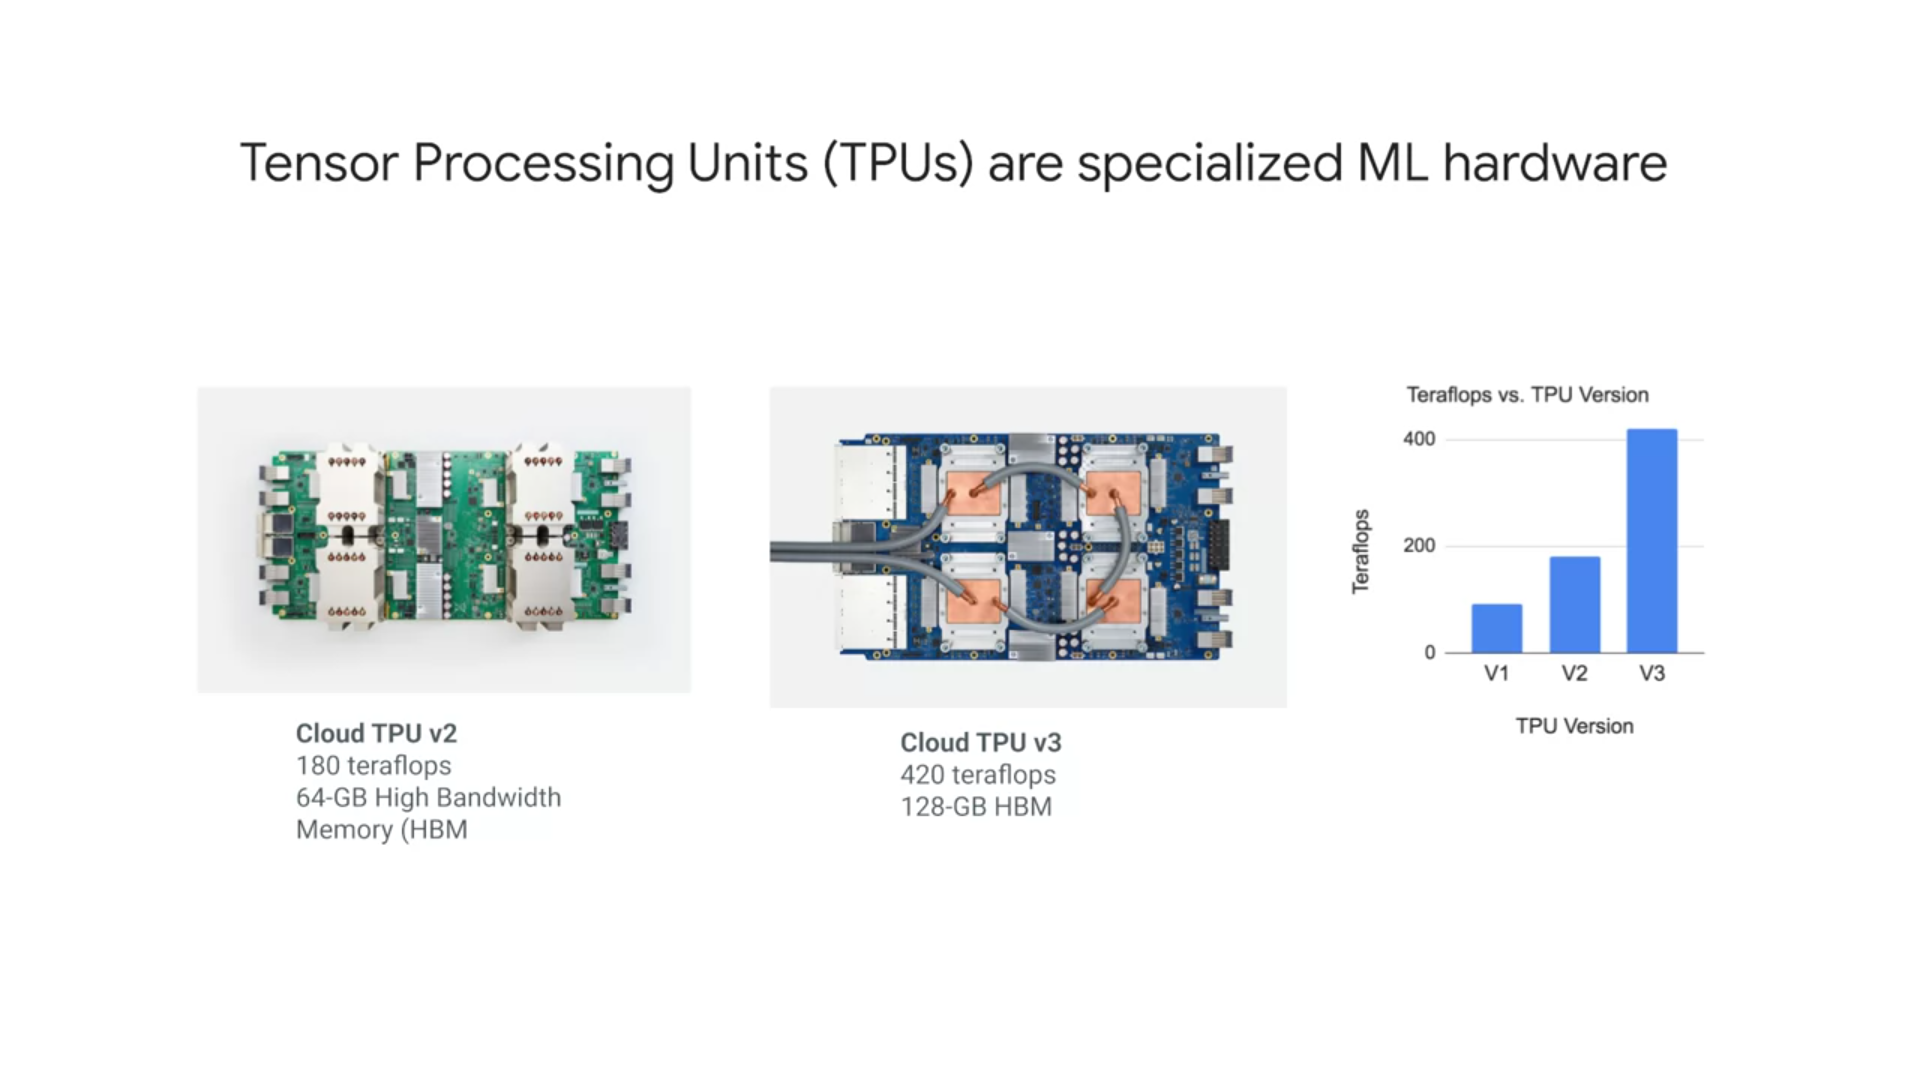 Tensor Processing Units (TPUs) are specialized ML hardware
Cloud TPU v2
180 teraflops
64-GB High Bandwidth
Memory (HBM
Cloud TPU v3
420 teraflops
128-GB HBM
Teraflops vs. TPU Version
400
200
0
Teraflops
V1 V2 V3
TPU Version